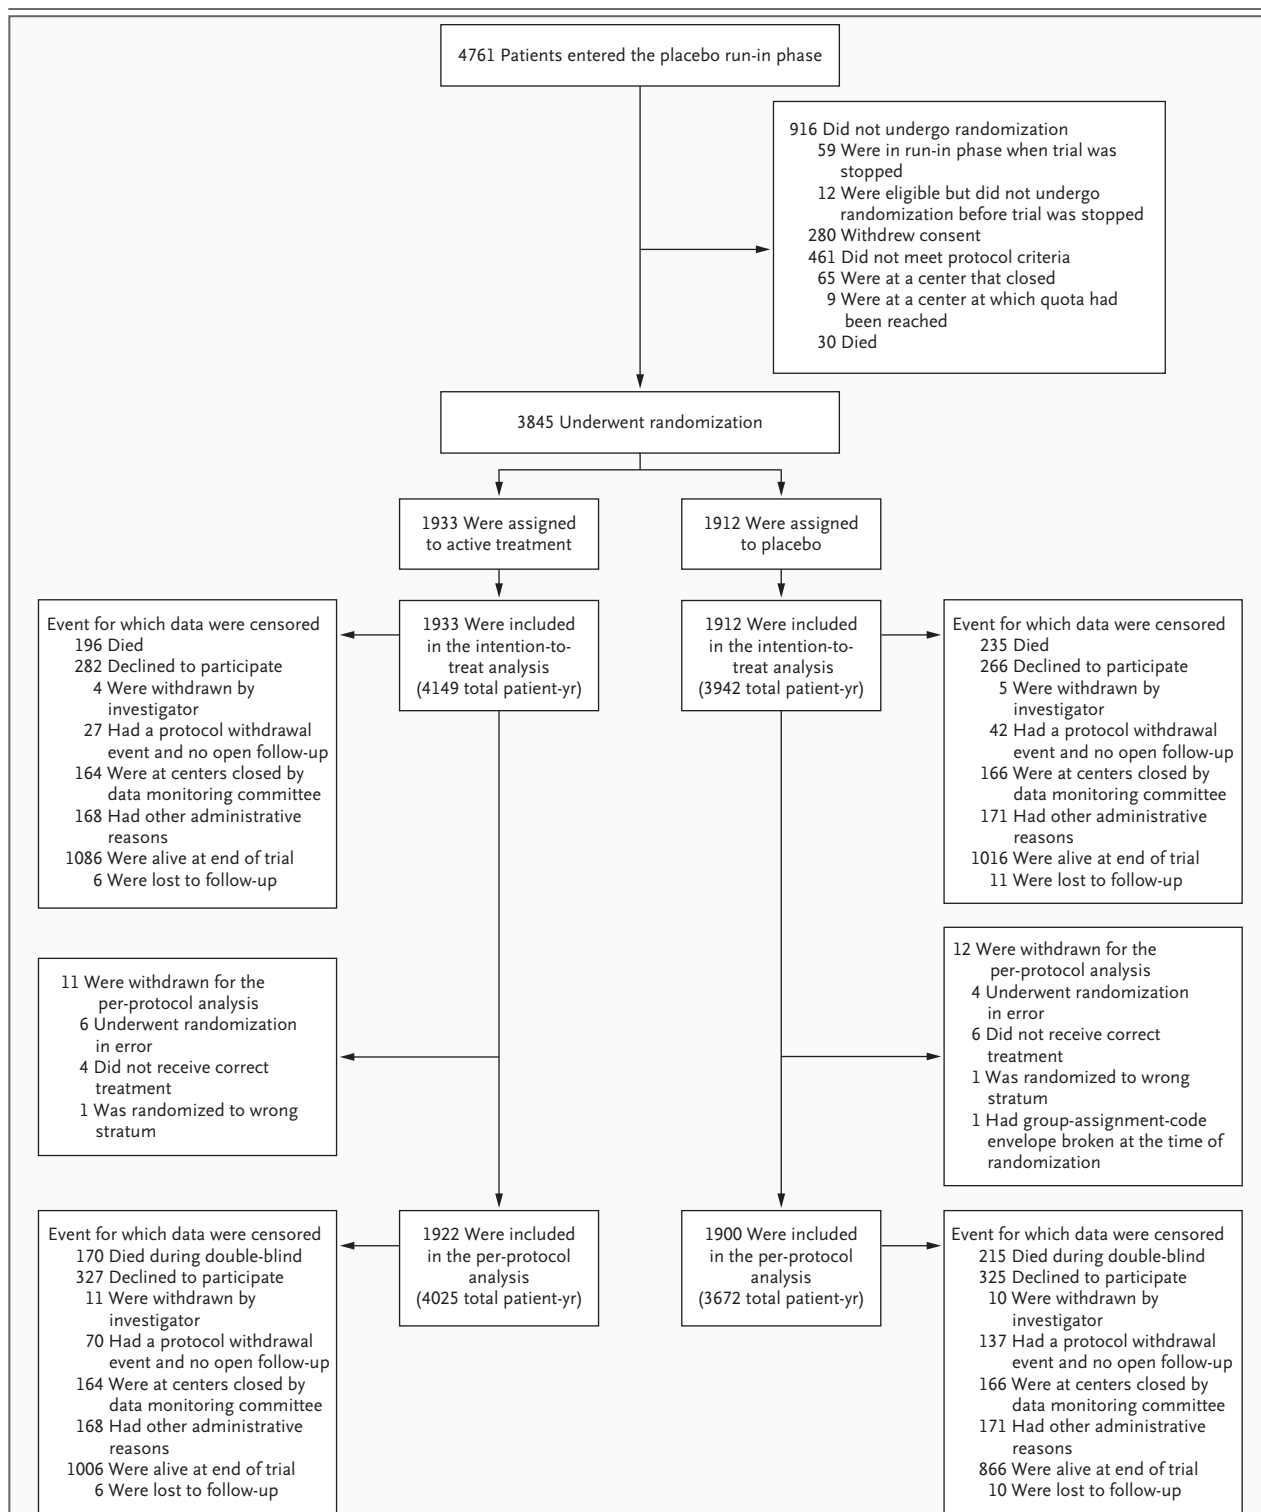 4761 Patients entered the placebo run-in phase
916 Did not undergo randomization
59 Were in run-in phase when trial was
stopped
12 Were eligible but did not undergo
randomization before trial was stopped
280 Withdrew consent
461 Did not meet protocol criteria
65 Were at a center that closed
9 Were at a center at which quota had
been reached
30 Died
3845 Underwent randomization
1933 Were assigned
to active treatment
1912 Were assigned
to placebo
Event for which data were censored
196 Died
282 Declined to participate
4 Were withdrawn by
investigator
27 Had a protocol withdrawal
event and no open follow-up
164 Were at centers closed by
data monitoring committee
168 Had other administrative
reasons
1086 Were alive at end of trial
6 Were lost to follow-up
1933 Were included
in the intention-to-
treat analysis
(4149 total patient-yr)
1912 Were included
in the intention-to-
treat analysis
(3942 total patient-yr)
Event for which data were censored
235 Died
266 Declined to participate
5 Were withdrawn by
investigator
42 Had a protocol withdrawal
event and no open follow-up
166 Were at centers closed by
data monitoring committee
171 Had other administrative
reasons
1016 Were alive at end of trial
11 Were lost to follow-up
11 Were withdrawn for the
per-protocol analysis
6 Underwent randomization
in error
4 Did not receive correct
treatment
1 Was randomized to wrong
stratum
12 Were withdrawn for the
per-protocol analysis
4 Underwent randomization
in error
6 Did not receive correct
treatment
1 Was randomized to wrong
stratum
1 Had group-assignment-code
envelope broken at the time of
randomization
Event for which data were censored
170 Died during double-blind
327 Declined to participate
11 Were withdrawn by
investigator
70 Had a protocol withdrawal
event and no open follow-up
164 Were at centers closed by
data monitoring committee
168 Had other administrative
reasons
1006 Were alive at end of trial
6 Were lost to follow-up
1922 Were included
in the per-protocol
analysis
(4025 total patient-yr)
1900 Were included
in the per-protocol
analysis
(3672 total patient-yr)
Event for which data were censored
215 Died during double-blind
325 Declined to participate
10 Were withdrawn by
investigator
137 Had a protocol withdrawal
event and no open follow-up
166 Were at centers closed by
data monitoring committee
171 Had other administrative
reasons
866 Were alive at end of trial
10 Were lost to follow-up